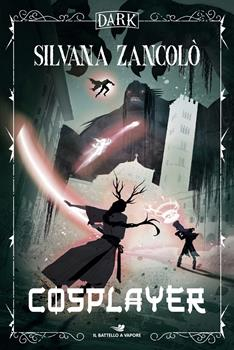 DARK
SILVANA ZANCOLÒ
COSPLAYER
IL BATTELLO A VAPORE